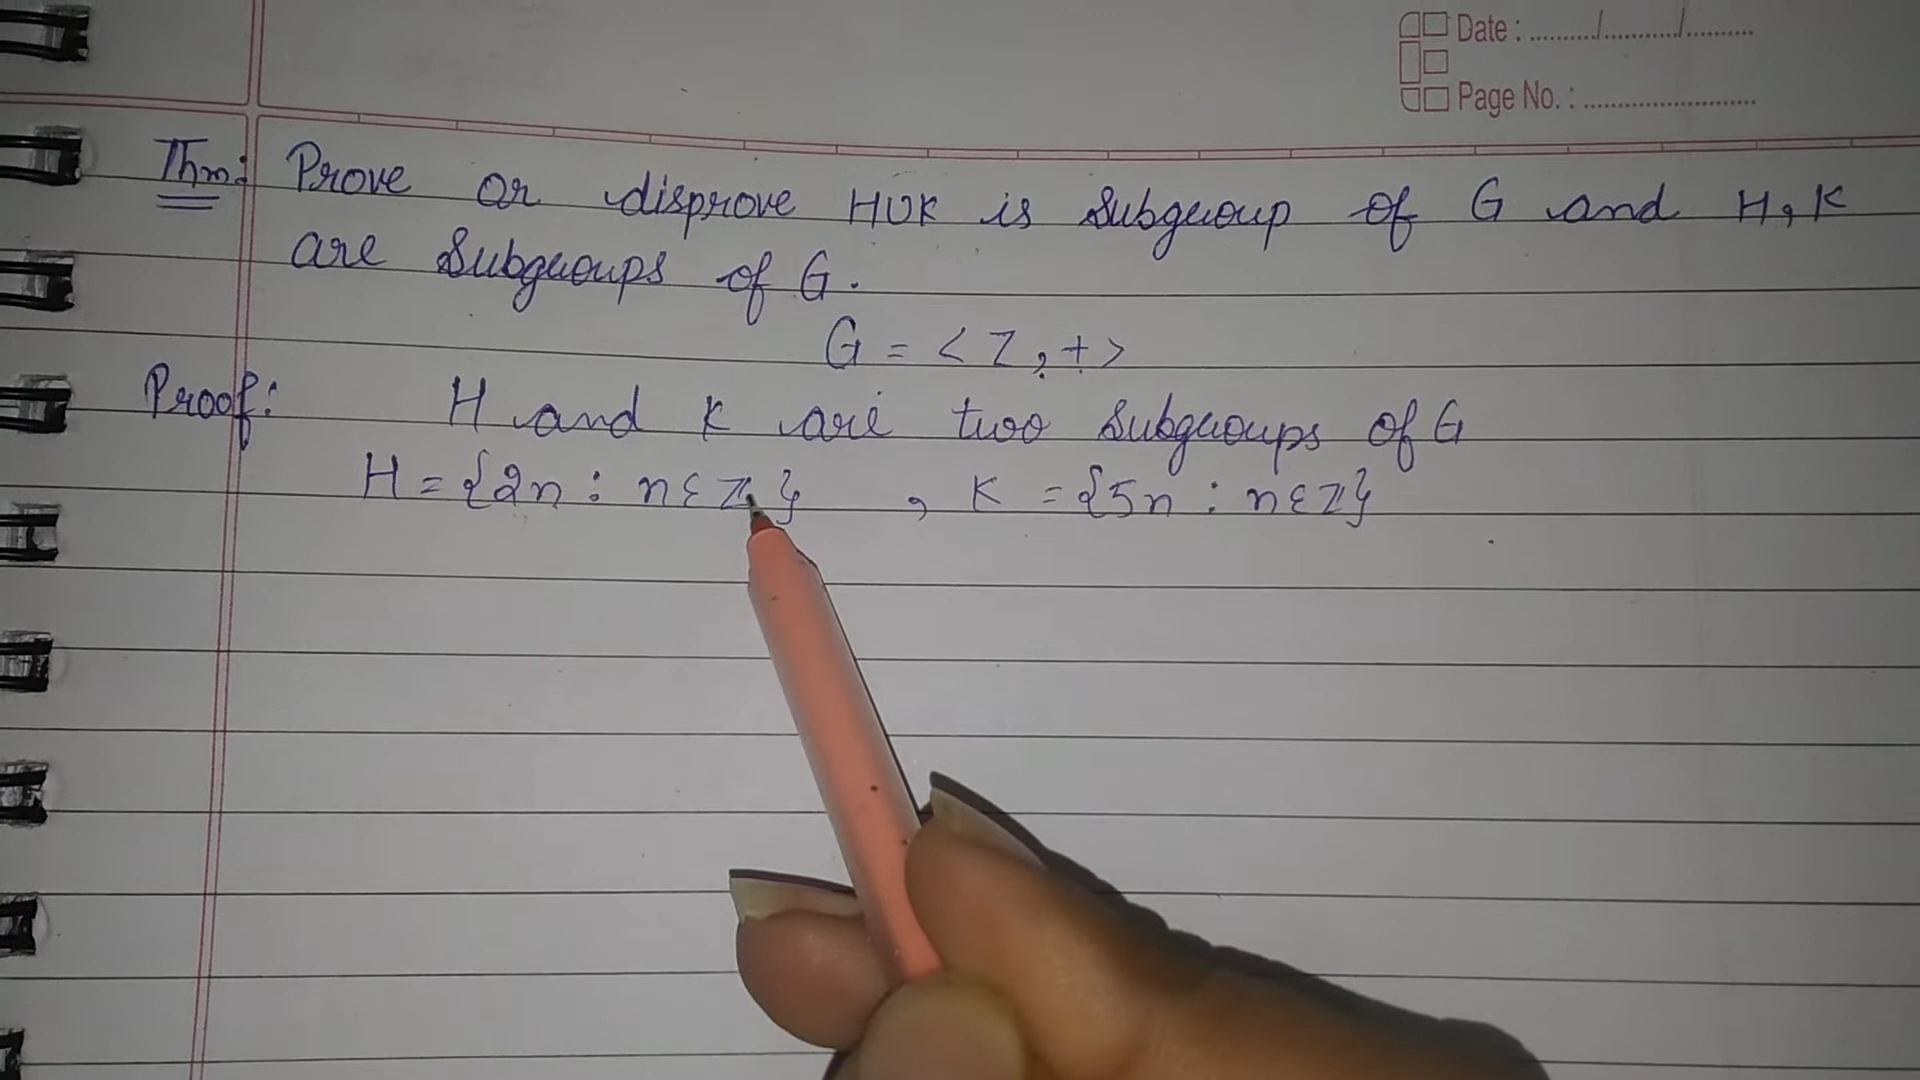 Date : ........../.........../..........
Page No. : ..........................
Thm: Prove or disprove H∪K is subgroup of G and H, K
are subgroups of G.
G = < Z, + >
Proof: H and K are two subgroups of G
H = {2n : n ∈ Z} , K = {5n : n ∈ Z}